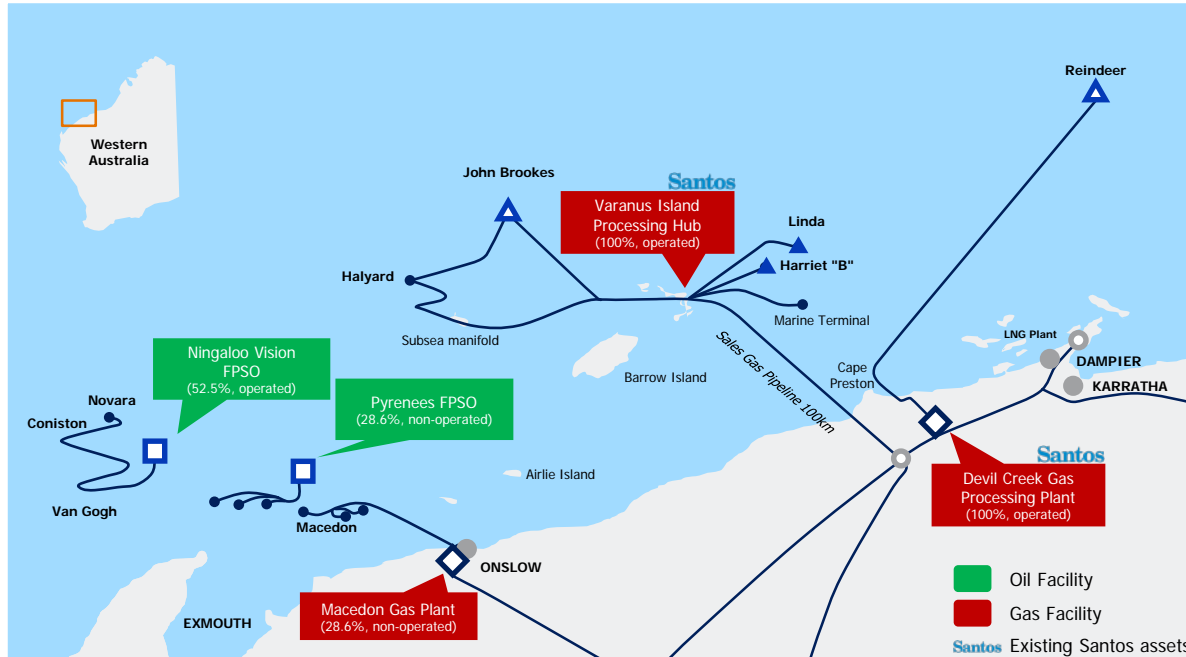 Reindeer
Western
Australia
John Brookes
Santos
Varanus Island
Processing Hub
(100%, operated)
Linda
Harriet "B"
Halyard
Marine Terminal
Subsea manifold
Sales Gas Pipeline 100km
LNG Plant
DAMPIER
Ningaloo Vision
FPSO
(52.5%, operated)
Barrow Island
Cape
Preston
KARRATHA
Pyrenees FPSO
(28.6%, non-operated)
Novara
Coniston
Santos
Airlie Island
Devil Creek Gas
Processing Plant
(100%, operated)
Van Gogh
Macedon
ONSLOW
Oil Facility
Macedon Gas Plant
(28.6%, non-operated)
Gas Facility
EXMOUTH
Santos Existing Santos assets